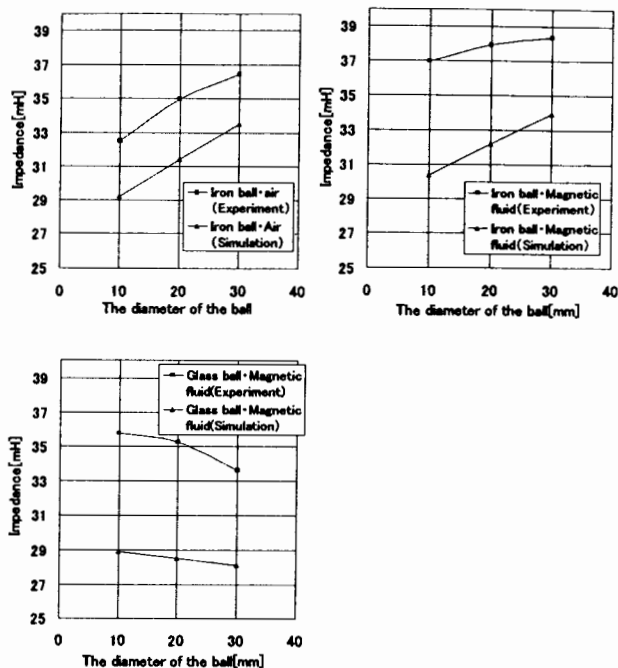 39
37
35
33
31
29
27
25
Impedance[mH]
Iron ball・air
(Experiment)
Iron ball・Air
(Simulation)
0 10 20 30 40
The diameter of the ball
39
37
35
33
31
29
27
25
Impedance[mH]
Iron ball・Magnetic
fluid(Experiment)
Iron ball・Magnetic
fluid(Simulation)
0 10 20 30 40
The diameter of the ball[mm]
39
37
35
33
31
29
27
25
Impedance[mH]
Glass ball・Magnetic
fluid(Experiment)
Glass ball・Magnetic
fluid(Simulation)
0 10 20 30 40
The diameter of the ball[mm]